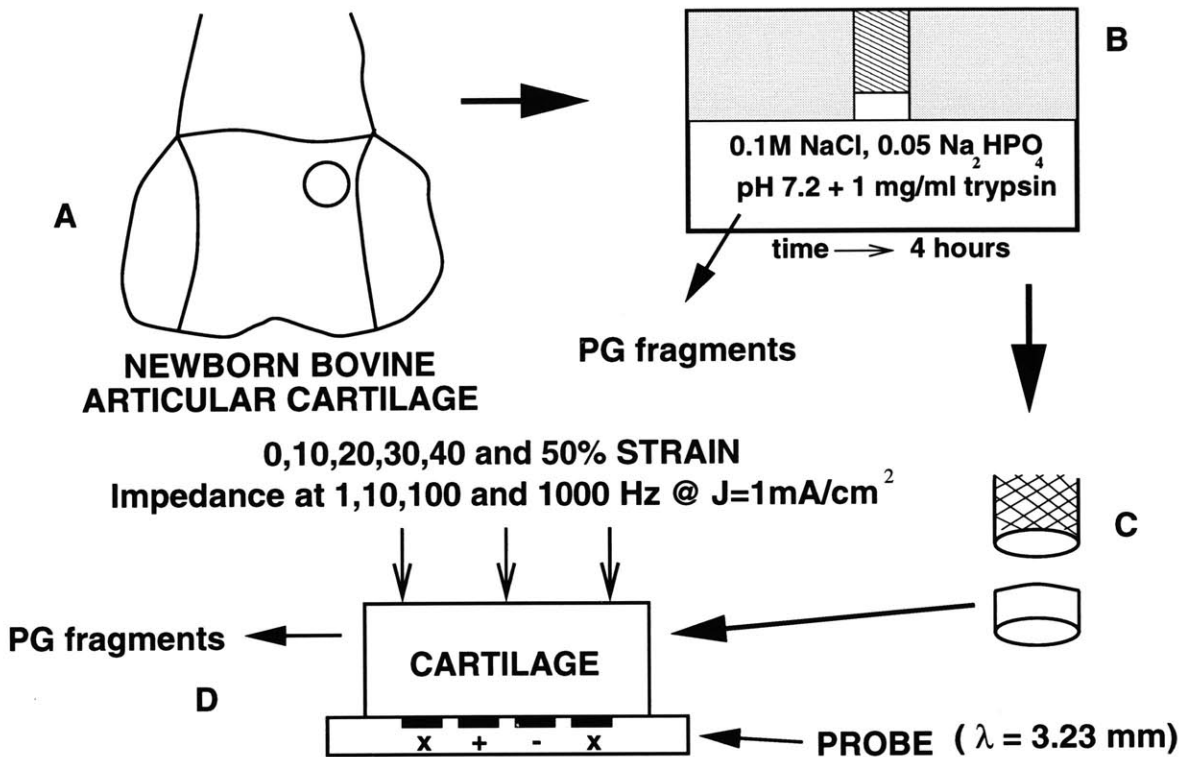 A
NEWBORN BOVINE
ARTICULAR CARTILAGE
B
0.1M NaCl, 0.05 Na2HPO4
pH 7.2 + 1 mg/ml trypsin
time → 4 hours
PG fragments
C
0,10,20,30,40 and 50% STRAIN
Impedance at 1,10,100 and 1000 Hz @ J=1mA/cm2
PG fragments
CARTILAGE
D
x + - x
PROBE ( λ = 3.23 mm)